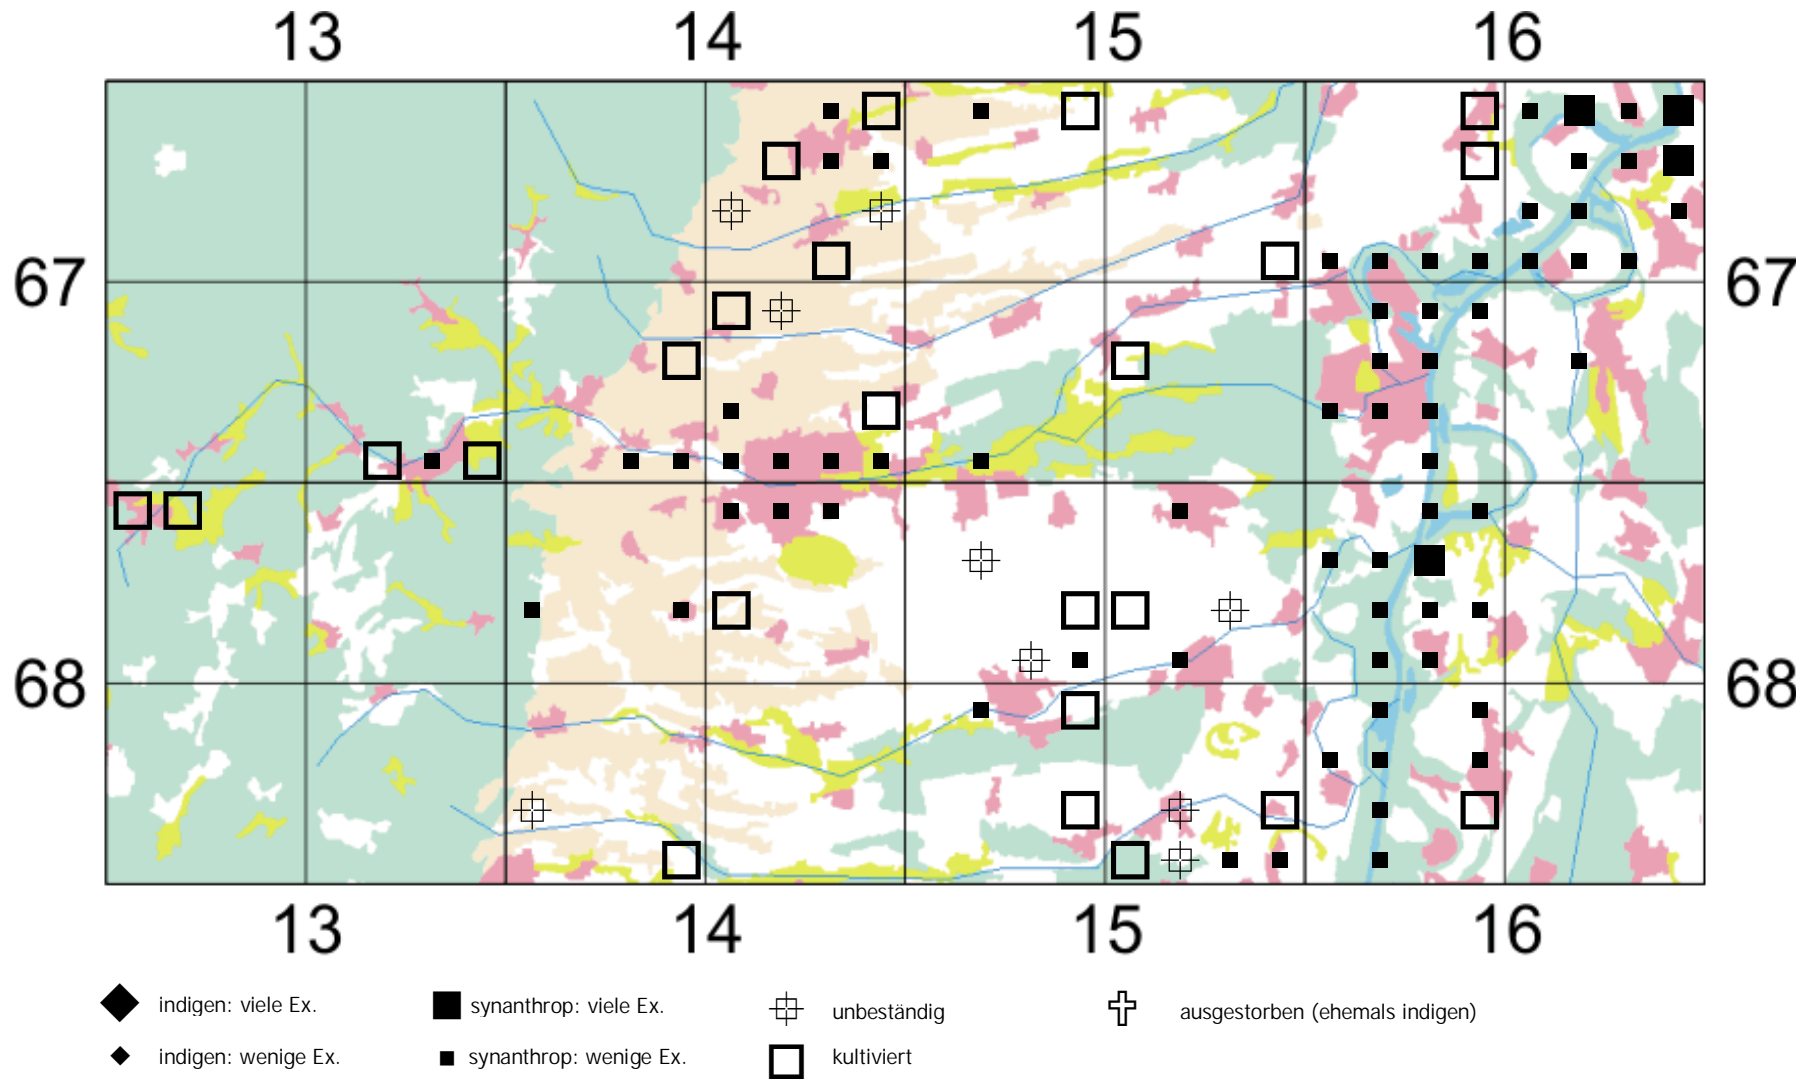 13 14 15 16
67 67
68 68
13 14 15 16
indigen: viele Ex. synanthrop: viele Ex. unbeständig ausgestorben (ehemals indigen)
indigen: wenige Ex. synanthrop: wenige Ex. kultiviert